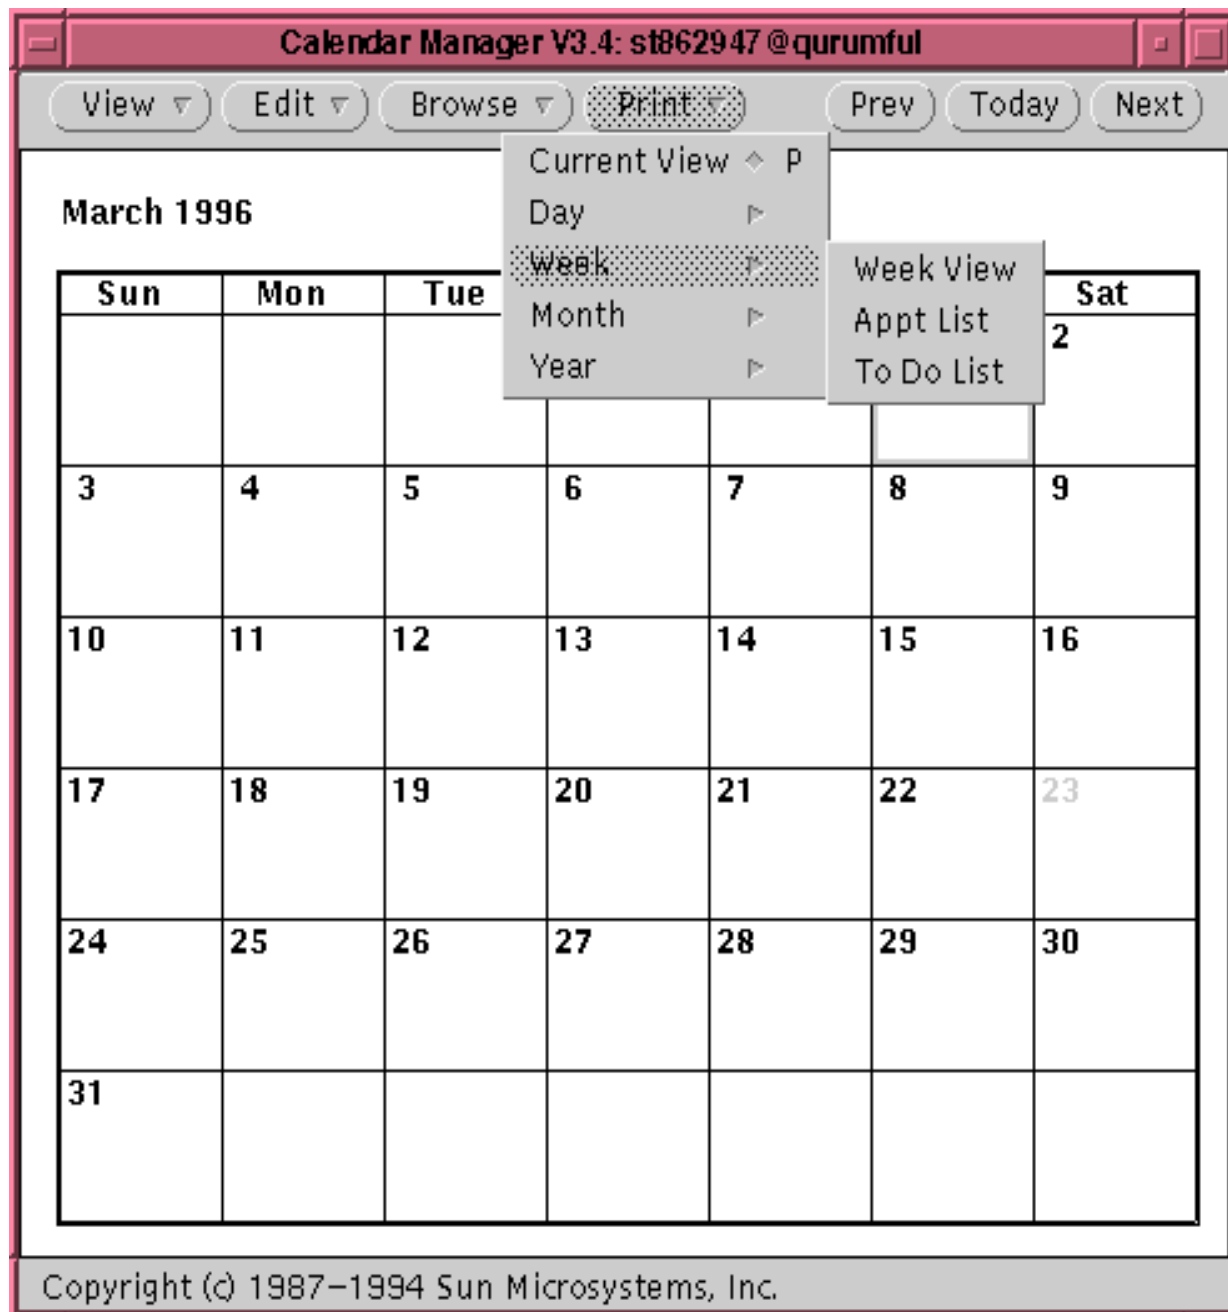 Calendar Manager V3.4: st862947@qurumful
View Edit Browse Print Prev Today Next
Current View P
Day
Week
Month
Year
Week View
Appt List
To Do List
March 1996
Sun Mon Tue Sat
2
3 4 5 6 7 8 9
10 11 12 13 14 15 16
17 18 19 20 21 22 23
24 25 26 27 28 29 30
31
Copyright (c) 1987-1994 Sun Microsystems, Inc.